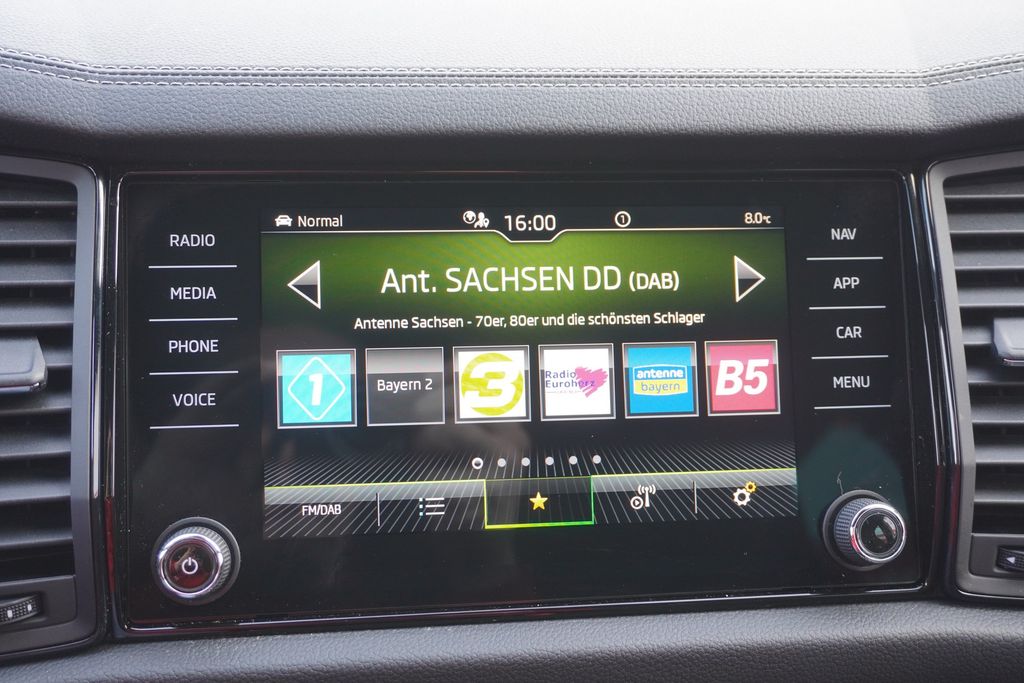 Normal
16:00
1
8.0°C
RADIO
MEDIA
PHONE
VOICE
Ant. SACHSEN DD (DAB)
Antenne Sachsen - 70er, 80er und die schönsten Schlager
1
Bayern 2
3
Radio
Euroherz
antenne
bayern
B5
FM/DAB
NAV
APP
CAR
MENU